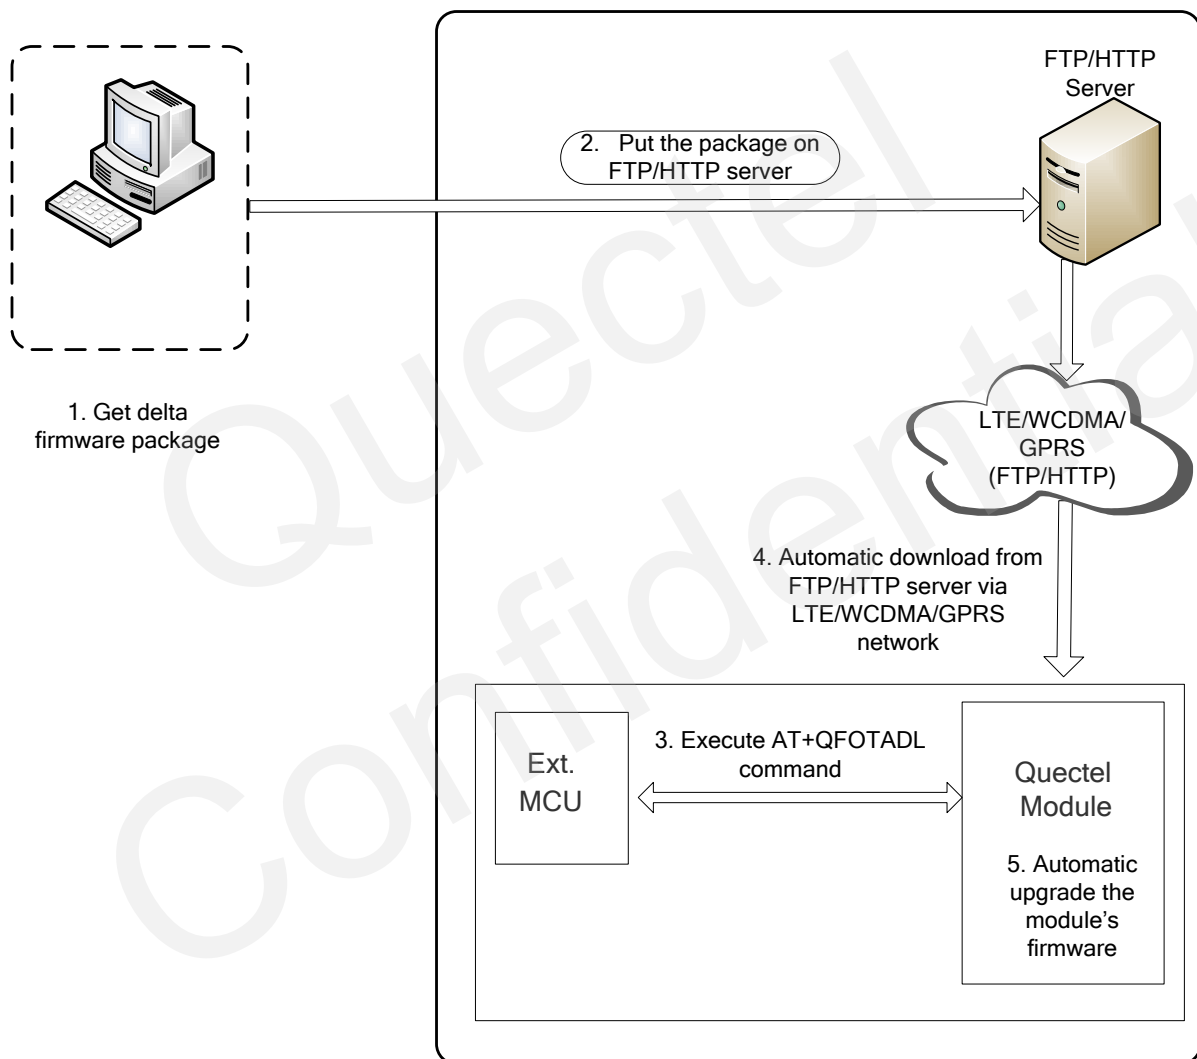 FTP/HTTP
Server
2. Put the package on
FTP/HTTP server
1. Get delta
firmware package
LTE/WCDMA/
GPRS
(FTP/HTTP)
4. Automatic download from
FTP/HTTP server via
LTE/WCDMA/GPRS
network
3. Execute AT+QFOTADL
command
Ext.
MCU
Quectel
Module
5. Automatic
upgrade the
module's
firmware
Quectel
Confidential